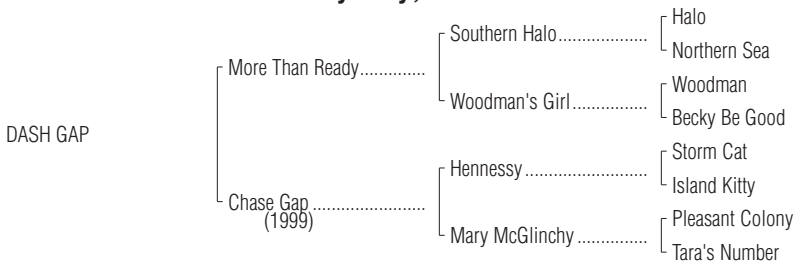 Halo
Southern Halo
Northern Sea
More Than Ready
Woodman
Woodman's Girl
Becky Be Good
DASH GAP
Storm Cat
Hennessy
Island Kitty
Chase Gap
(1999)
Pleasant Colony
Mary McGlinchy
Tara's Number